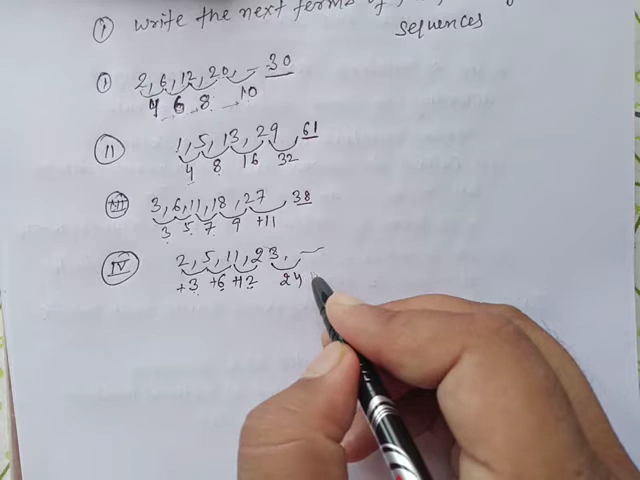 ① Write the next terms of
sequences
① 2, 6, 12, 20, — 30
4 6 8 10
Ⅱ 1, 5, 13, 29 61
4 8 16 32
Ⅲ 3, 6, 11, 18, 27 38
3 5 7 9 +11
Ⅳ 2, 5, 11, 23, —
+3 +6 +12 24